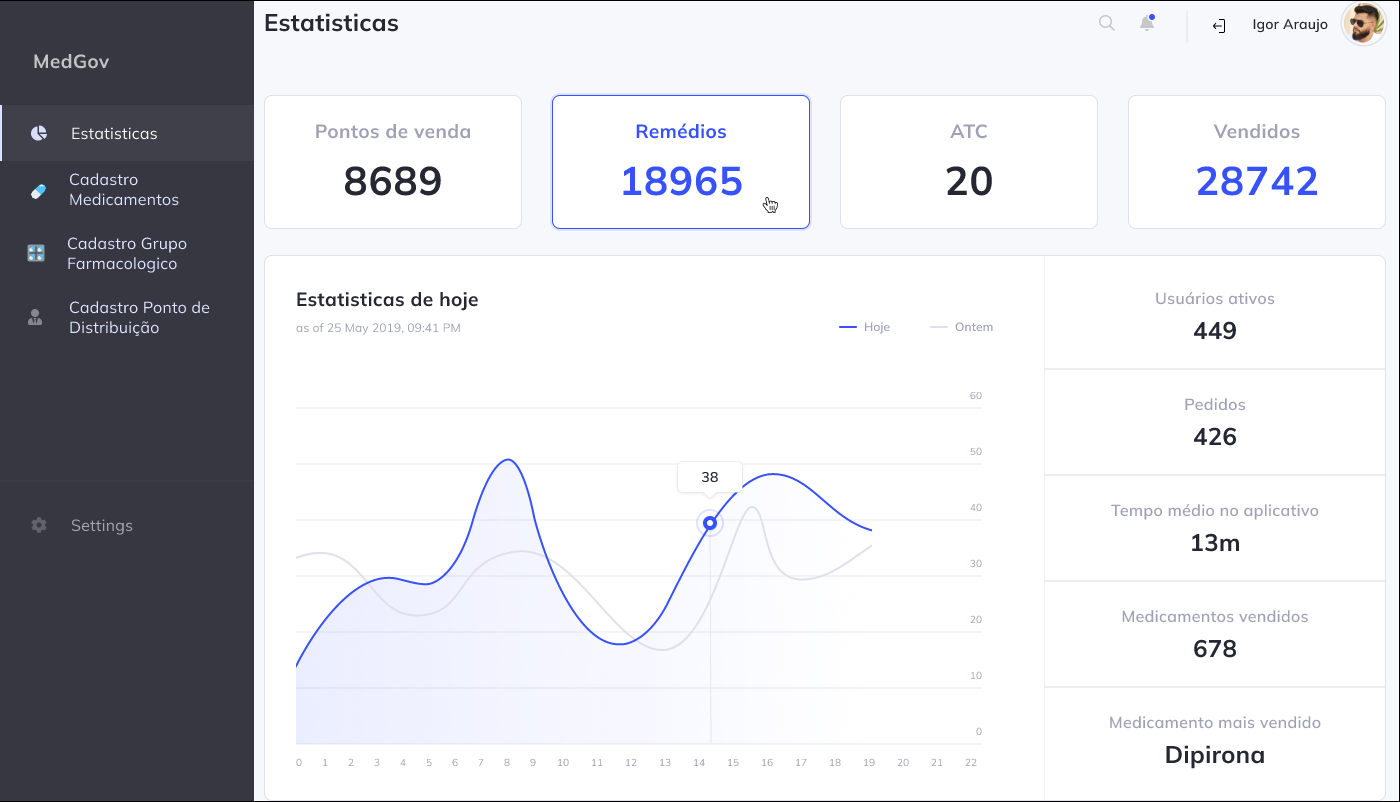 MedGov
Estatisticas
Cadastro
Medicamentos
Cadastro Grupo
Farmacologico
Cadastro Ponto de
Distribuição
Settings
Estatisticas
Igor Araujo
Pontos de venda
8689
Remédios
18965
ATC
20
Vendidos
28742
Estatisticas de hoje
as of 25 May 2019, 09:41 PM
Hoje
Ontem
60
50
40
30
20
10
0
38
0 1 2 3 4 5 6 7 8 9 10 11 12 13 14 15 16 17 18 19 20 21 22
Usuários ativos
449
Pedidos
426
Tempo médio no aplicativo
13m
Medicamentos vendidos
678
Medicamento mais vendido
Dipirona